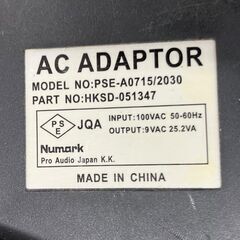 AC ADAPTOR
MODEL NO:PSE-A0715/2030
PART NO:HKSD-051347
PSE JQA
INPUT:100VAC 50-60Hz
OUTPUT:9VAC 25.2VA
Numark
Pro Audio Japan K.K.
MADE IN CHINA